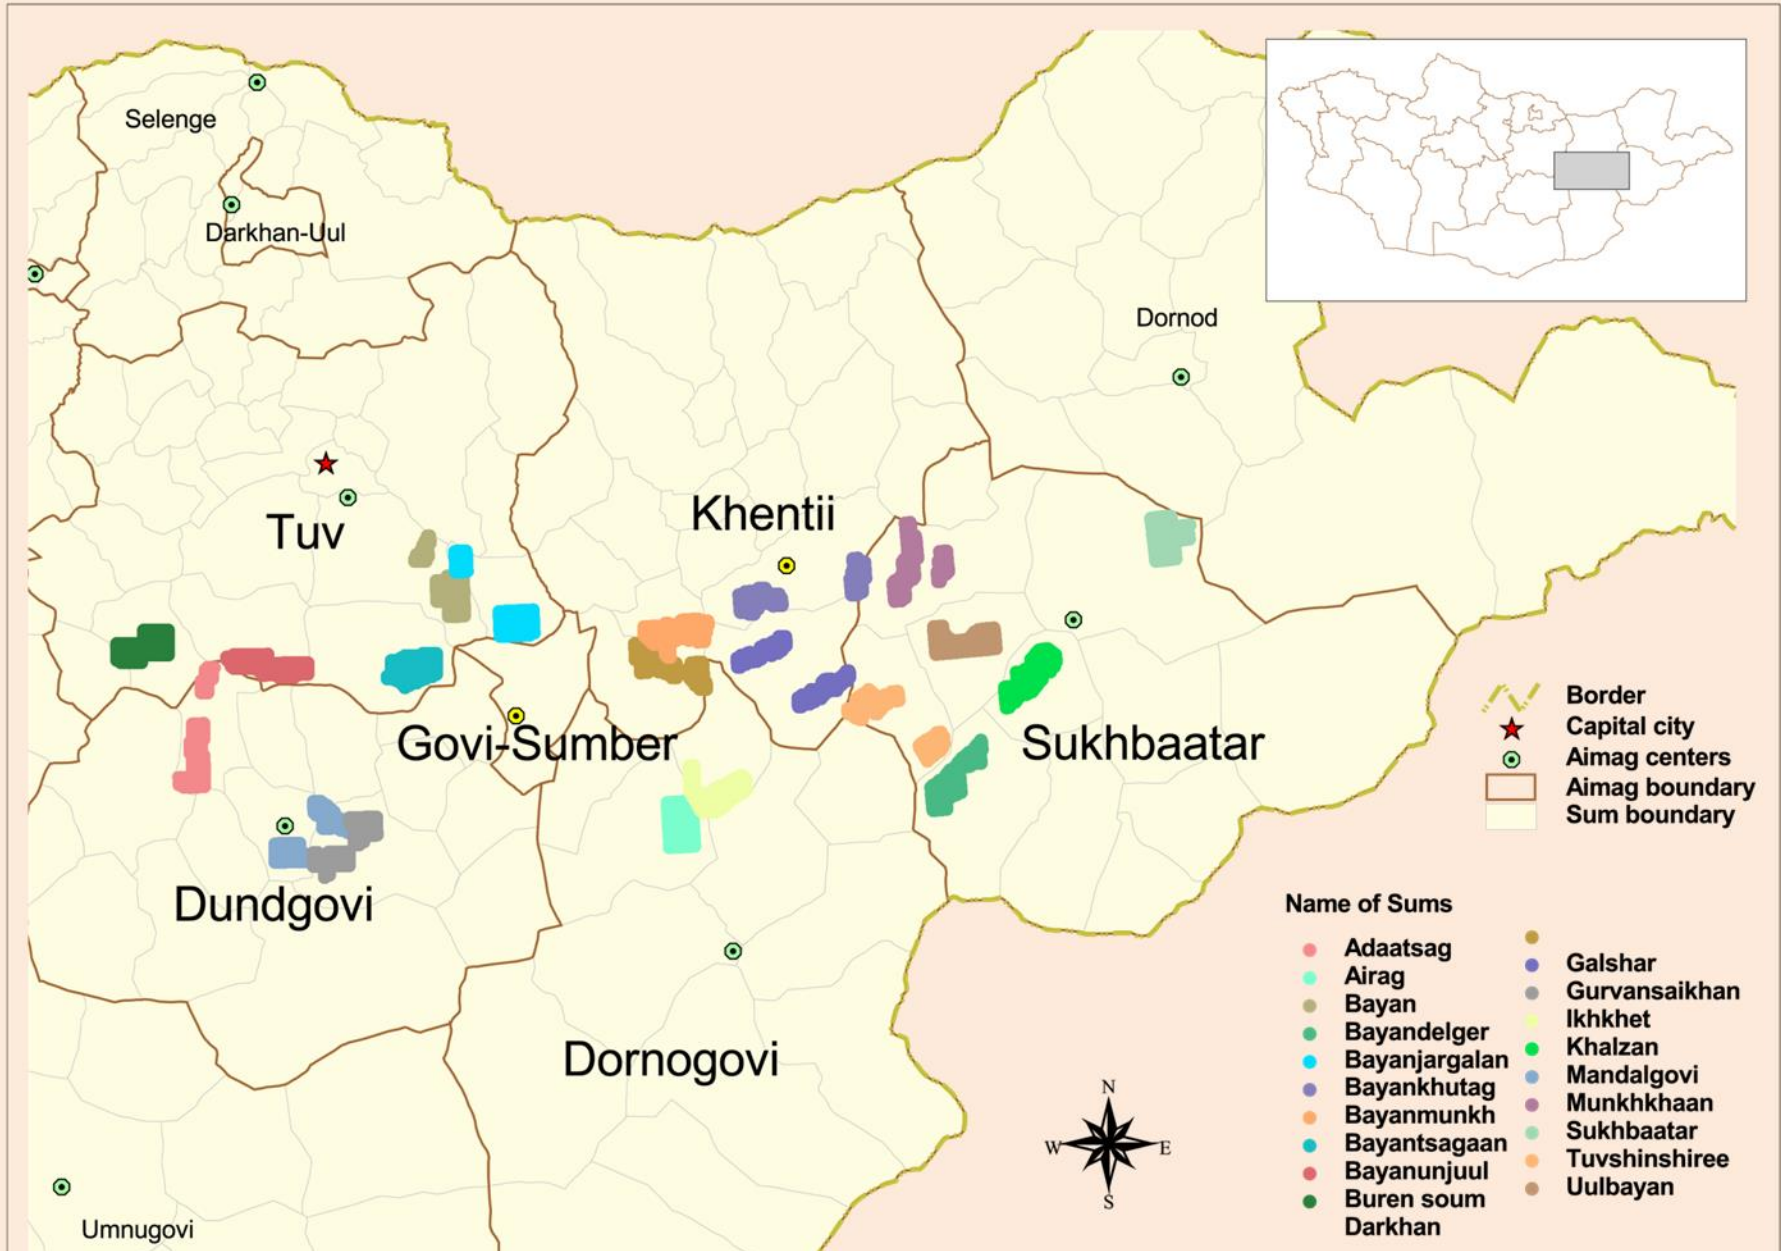 Selenge
Darkhan-Uul
Dornod
Khentii
Tuv
Govi-Sumber
Sukhbaatar
Dundgovi
Dornogovi
Umnugovi
Border
Capital city
Aimag centers
Aimag boundary
Sum boundary
Name of Sums
Adaatsag
Airag
Bayan
Bayandelger
Bayanjargalan
Bayankhutag
Bayanmunkh
Bayantsagaan
Bayanunjuul
Buren soum
Darkhan
Galshar
Gurvansaikhan
Ikhkhet
Khalzan
Mandalgovi
Munkhkhaan
Sukhbaatar
Tuvshinshiree
Uulbayan
N
W E
S